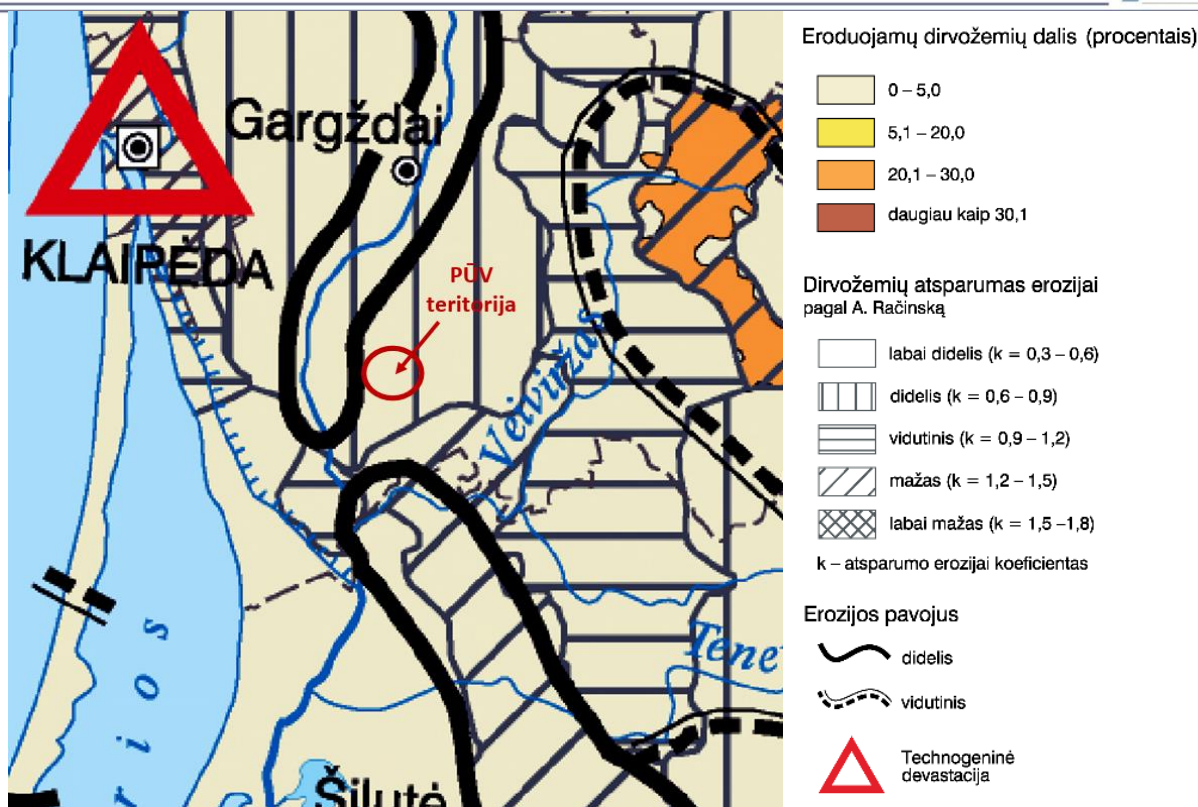 Gargždai
KLAIPĖDA
PŪV
teritorija
Veiviržas
Tene
r i o s
Šilutė
Eroduojamų dirvožemių dalis (procentais)
0 – 5,0
5,1 – 20,0
20,1 – 30,0
daugiau kaip 30,1
Dirvožemių atsparumas erozijai
pagal A. Račinską
labai didelis (k = 0,3 – 0,6)
didelis (k = 0,6 – 0,9)
vidutinis (k = 0,9 – 1,2)
mažas (k = 1,2 – 1,5)
labai mažas (k = 1,5 –1,8)
k – atsparumo erozijai koeficientas
Erozijos pavojus
didelis
vidutinis
Technogeninė
devastacija